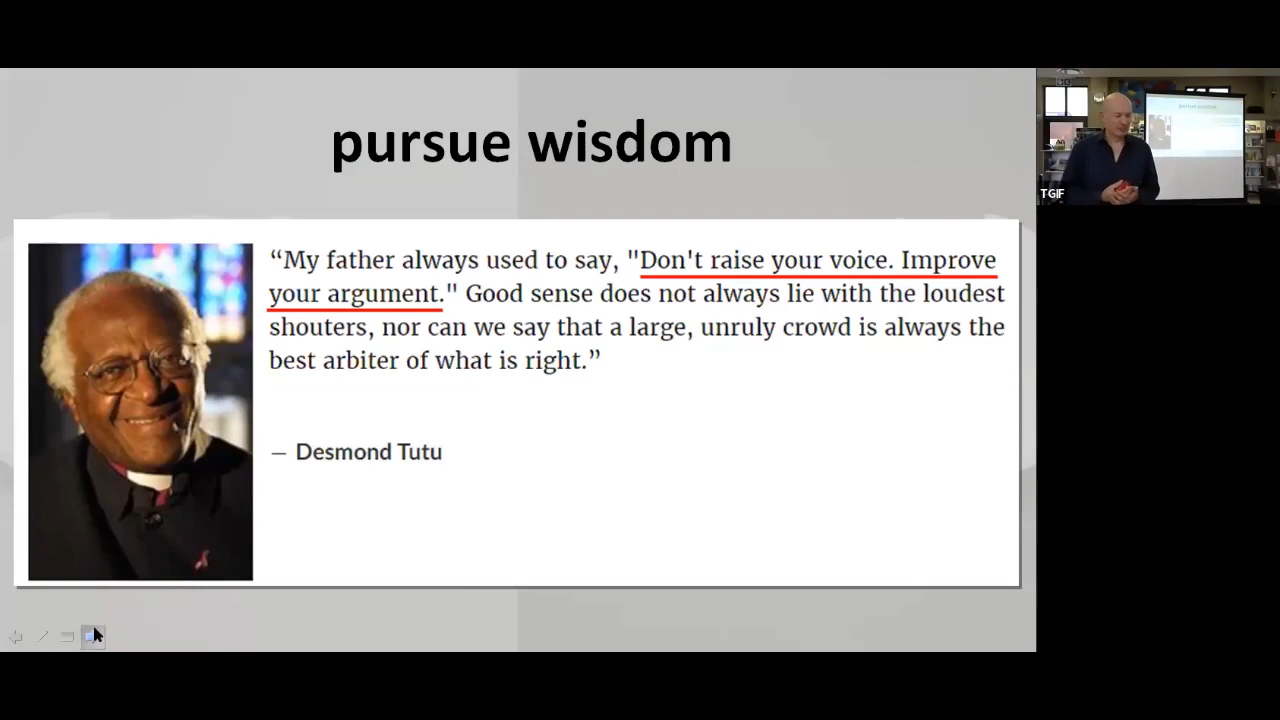 pursue wisdom
“My father always used to say, "Don't raise your voice. Improve
your argument." Good sense does not always lie with the loudest
shouters, nor can we say that a large, unruly crowd is always the
best arbiter of what is right.”
— Desmond Tutu
TGIF
pursue wisdom